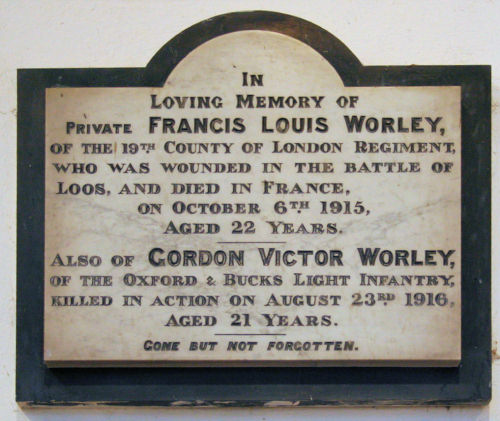 In
Loving Memory of
Private FRANCIS LOUIS WORLEY,
of the 19th County of London Regiment,
who was wounded in the Battle of
Loos, and died in France,
on October 6th 1915,
Aged 22 Years.
Also of GORDON VICTOR WORLEY,
of the Oxford & Bucks Light Infantry,
killed in action on August 23rd 1916,
Aged 21 Years.
Gone but not forgotten.